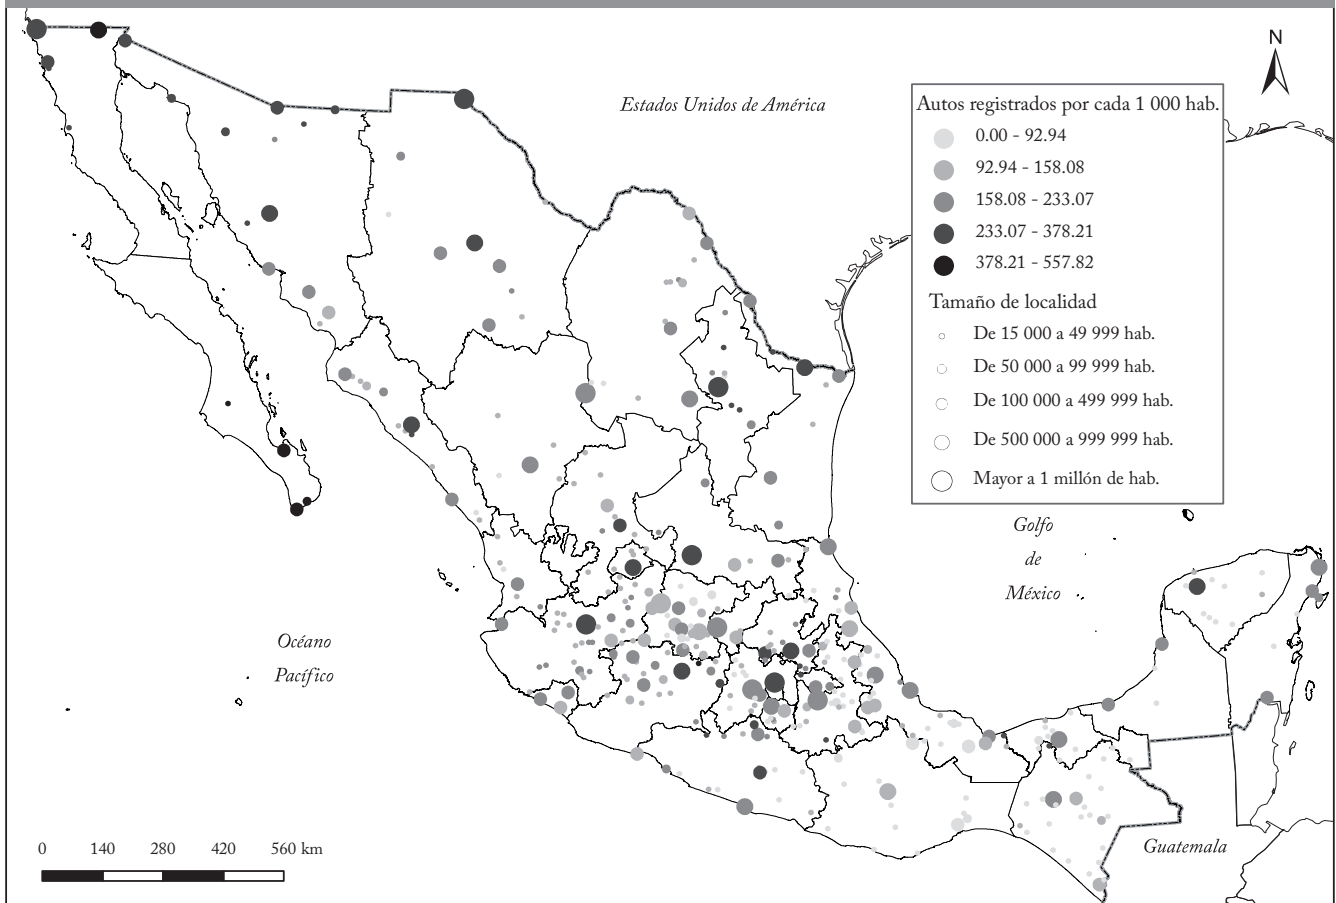 N
Estados Unidos de América
Autos registrados por cada 1 000 hab.
0.00 - 92.94
92.94 - 158.08
158.08 - 233.07
233.07 - 378.21
378.21 - 557.82
Tamaño de localidad
De 15 000 a 49 999 hab.
De 50 000 a 99 999 hab.
De 100 000 a 499 999 hab.
De 500 000 a 999 999 hab.
Mayor a 1 millón de hab.
Golfo
de
México
Océano
Pacífico
Guatemala
0 140 280 420 560 km